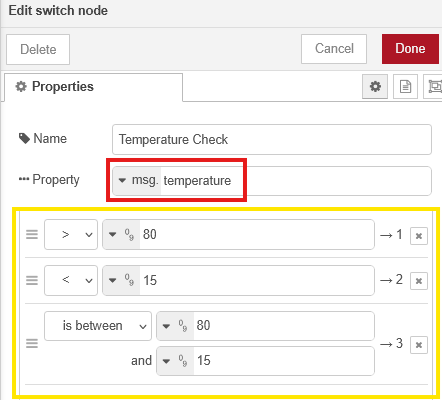 Edit switch node
Delete Cancel Done
Properties
Name Temperature Check
Property msg. temperature
> 80 → 1
< 15 → 2
is between 80 → 3
and 15